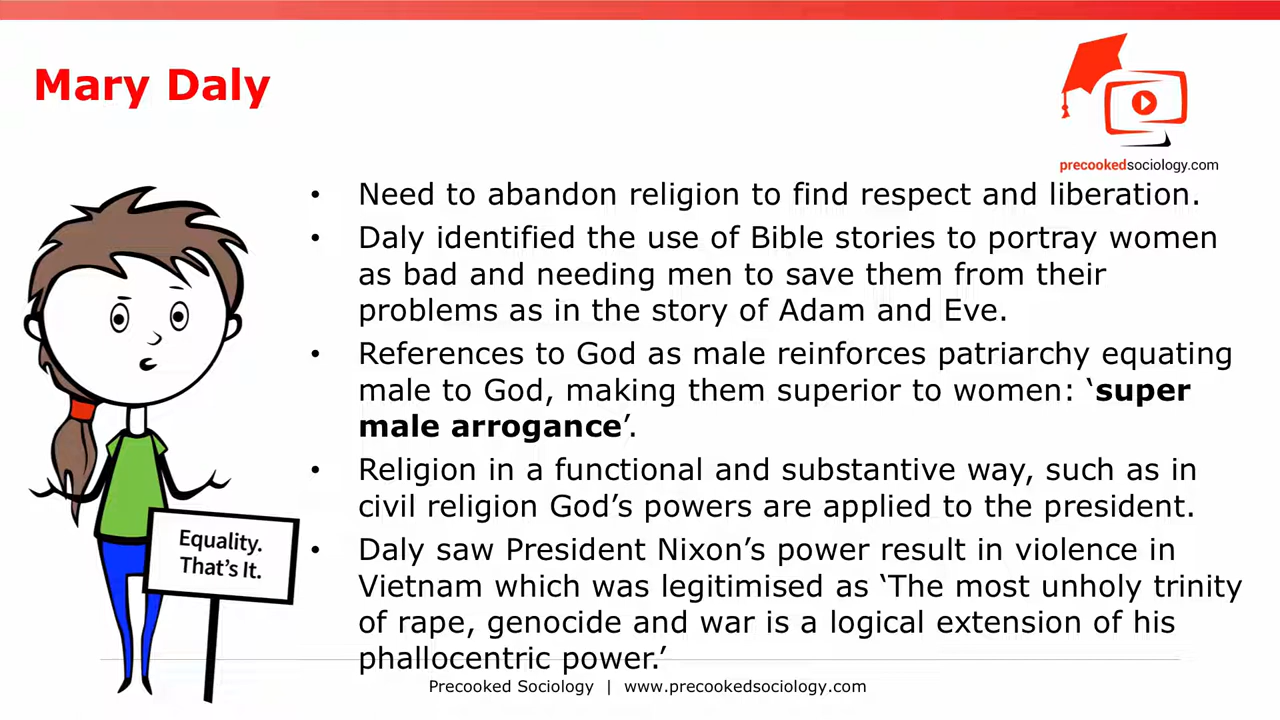 Mary Daly
precookedsociology.com
• Need to abandon religion to find respect and liberation.
• Daly identified the use of Bible stories to portray women
as bad and needing men to save them from their
problems as in the story of Adam and Eve.
• References to God as male reinforces patriarchy equating
male to God, making them superior to women: ‘super
male arrogance’.
• Religion in a functional and substantive way, such as in
civil religion God’s powers are applied to the president.
• Daly saw President Nixon’s power result in violence in
Vietnam which was legitimised as ‘The most unholy trinity
of rape, genocide and war is a logical extension of his
phallocentric power.’
Equality.
That’s It.
Precooked Sociology | www.precookedsociology.com